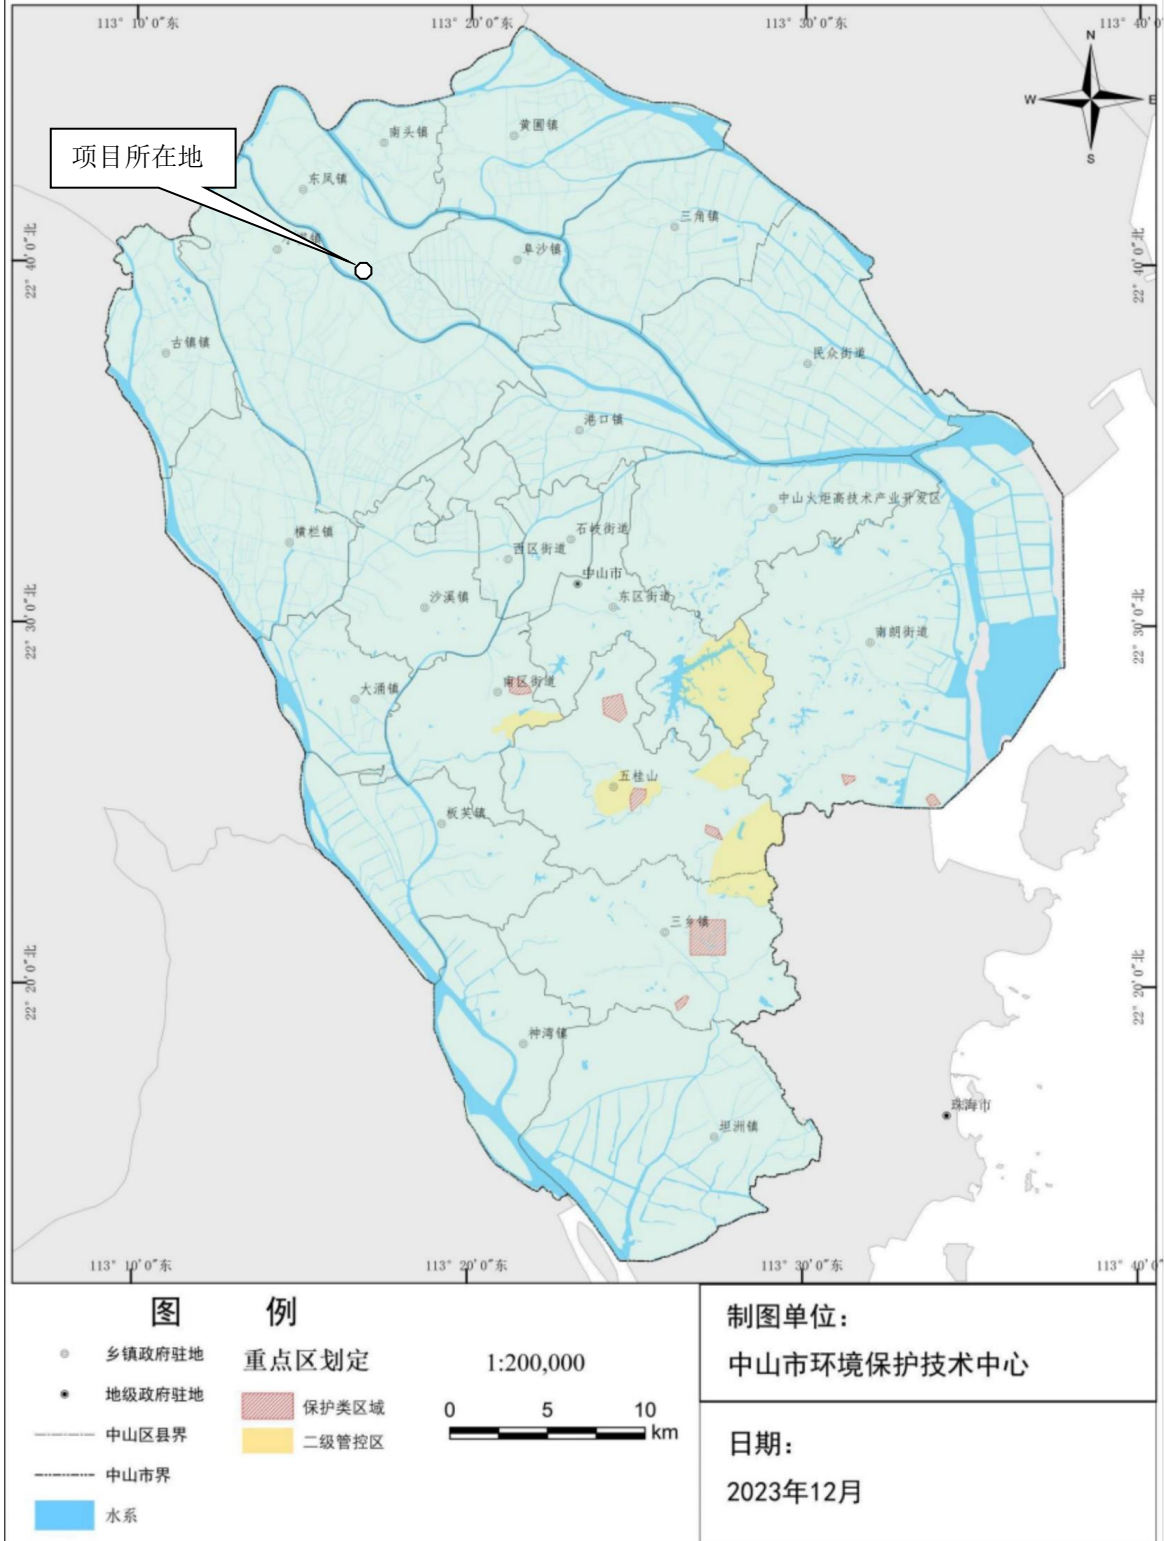 113° 10'0"东
113° 20'0"东
113° 30'0"东
113° 40'0
N
W
E
S
项目所在地
南头镇
黄圃镇
东凤镇
三角镇
阜沙镇
22° 40'0"北
22° 40'0"北
古镇镇
民众街道
港口镇
中山火炬高技术产业开发区
横栏镇
石岐街道
西区街道
中山市
沙溪镇
东区街道
22° 30'0"北
22° 30'0"北
南朗街道
大涌镇
南区街道
五桂山
板芙镇
三乡镇
22° 20'0"北
22° 20'0"北
神湾镇
珠海市
坦洲镇
113° 10'0"东
113° 20'0"东
113° 30'0"东
113° 40'0
图 例
乡镇政府驻地
地级政府驻地
中山区县界
中山市界
水系
重点区划定
保护类区域
二级管控区
1:200,000
0 5 10
km
制图单位：
中山市环境保护技术中心
日期：
2023年12月